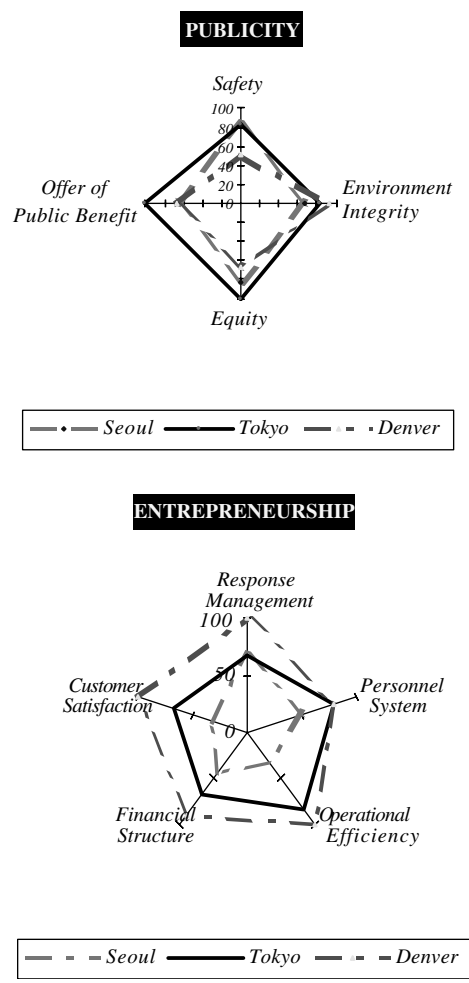 PUBLICITY
Safety
100
80
60
40
20
0
Offer of
Public Benefit
Environment
Integrity
Equity
Seoul Tokyo Denver
ENTREPRENEURSHIP
Response
Management
100
50
0
Customer
Satisfaction
Personnel
System
Financial
Structure
Operational
Efficiency
Seoul Tokyo Denver